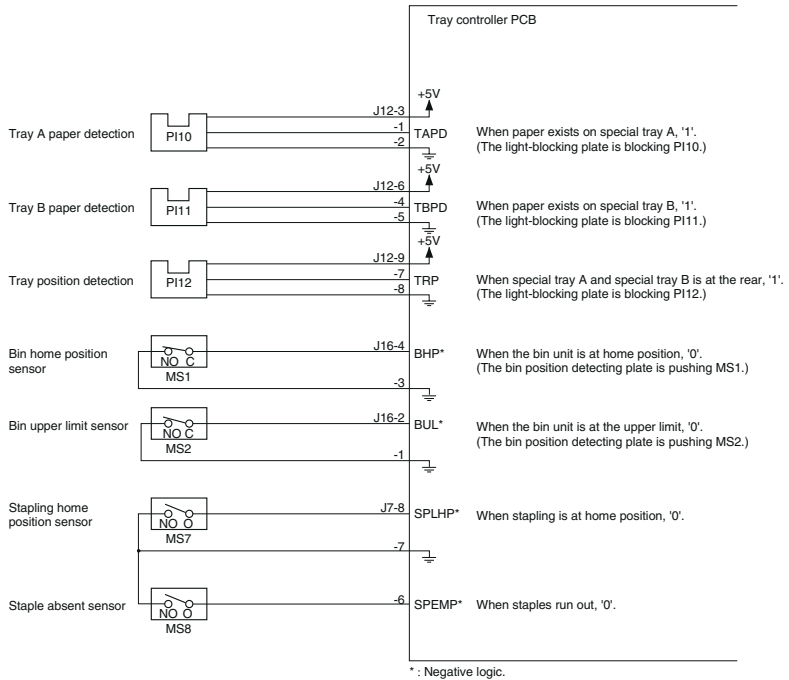 Tray controller PCB
+5V
J12-3
Tray A paper detection
PI10
-1
TAPD
When paper exists on special tray A, '1'.
-2
(The light-blocking plate is blocking PI10.)
+5V
J12-6
Tray B paper detection
PI11
-4
TBPD
When paper exists on special tray B, '1'.
-5
(The light-blocking plate is blocking PI11.)
+5V
J12-9
Tray position detection
PI12
-7
TRP
When special tray A and special tray B is at the rear, '1'.
-8
(The light-blocking plate is blocking PI12.)
Bin home position
sensor
NO C
MS1
J16-4
BHP*
When the bin unit is at home position, '0'.
(The bin position detecting plate is pushing MS1.)
-3
Bin upper limit sensor
NO C
MS2
J16-2
BUL*
When the bin unit is at the upper limit, '0'.
(The bin position detecting plate is pushing MS2.)
-1
Stapling home
position sensor
NO O
MS7
J7-8
SPLHP*
When stapling is at home position, '0'.
-7
Staple absent sensor
NO O
MS8
-6
SPEMP*
When staples run out, '0'.
* : Negative logic.